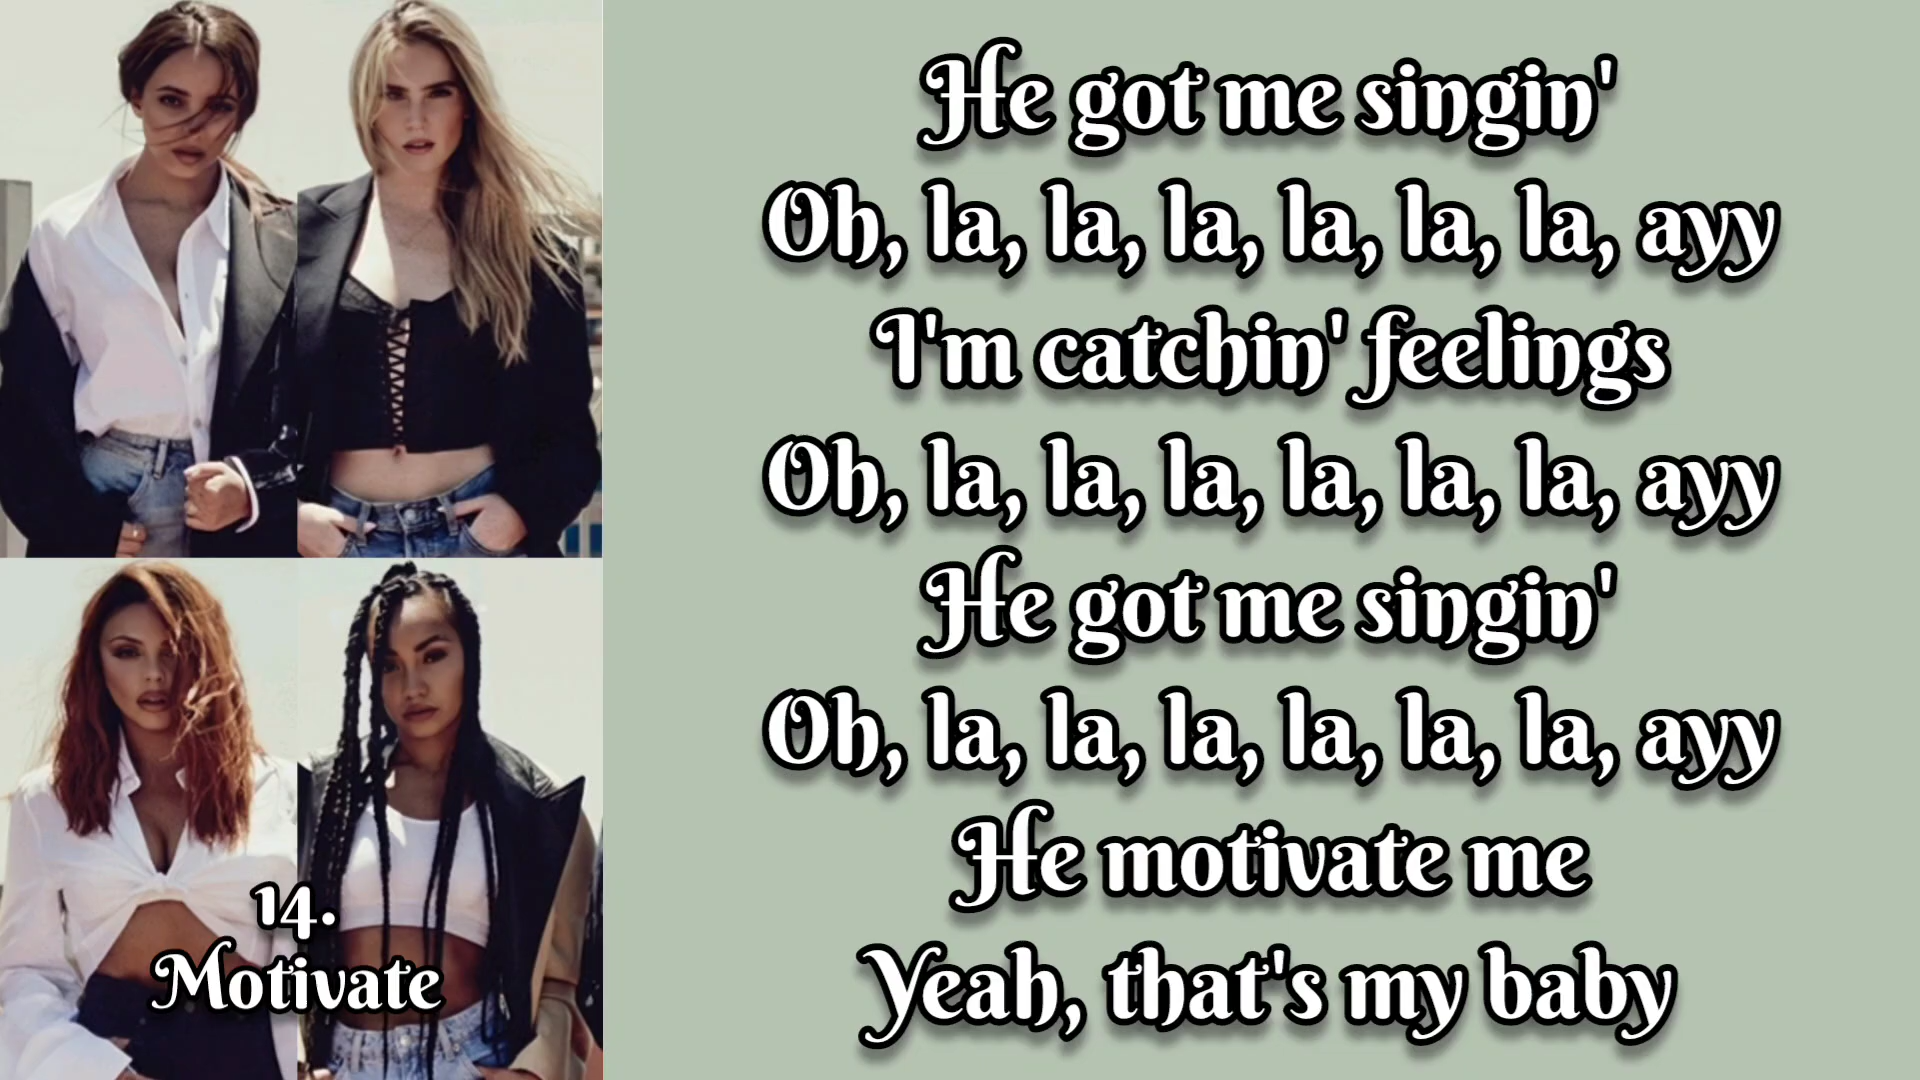 He got me singin'
Oh, la, la, la, la, la, la, ayy
I'm catchin' feelings
Oh, la, la, la, la, la, la, ayy
He got me singin'
Oh, la, la, la, la, la, la, ayy
He motivate me
Yeah, that's my baby
14.
Motivate